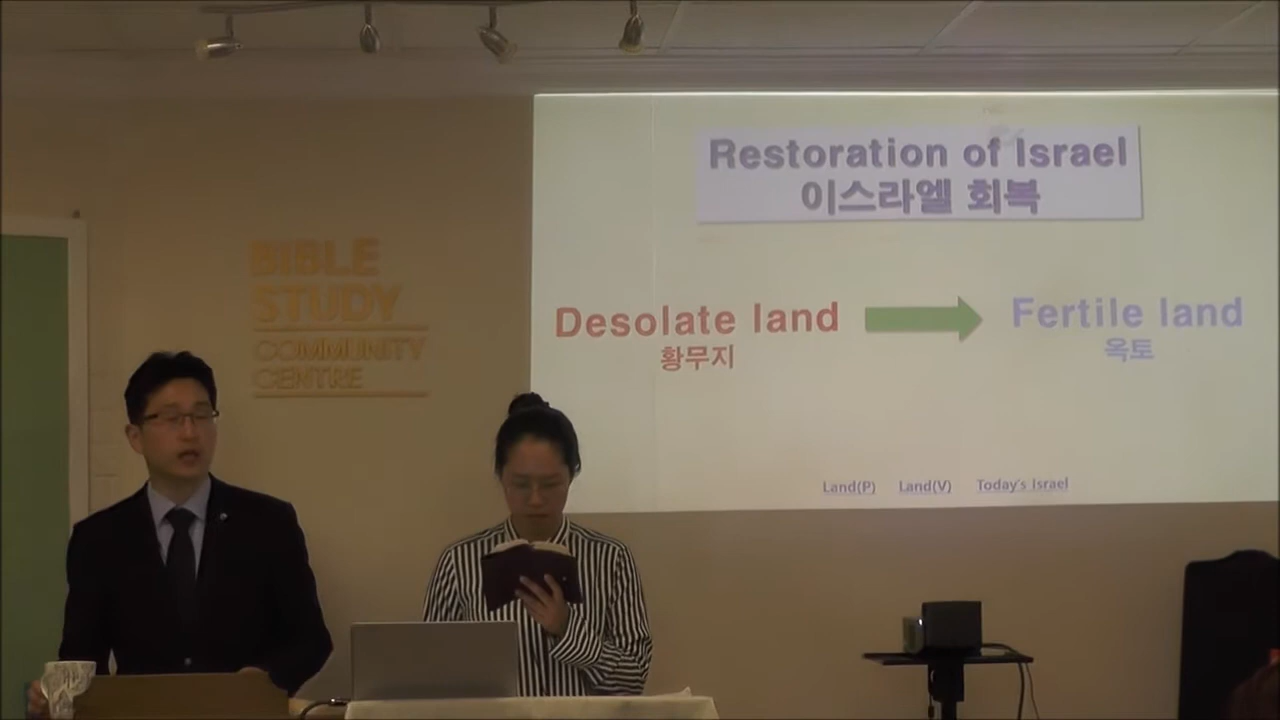 BIBLE
STUDY
COMMUNITY
CENTRE
Restoration of Israel
이스라엘 회복
Desolate land
황무지
Fertile land
옥토
Land(P) Land(V) Today's Israel